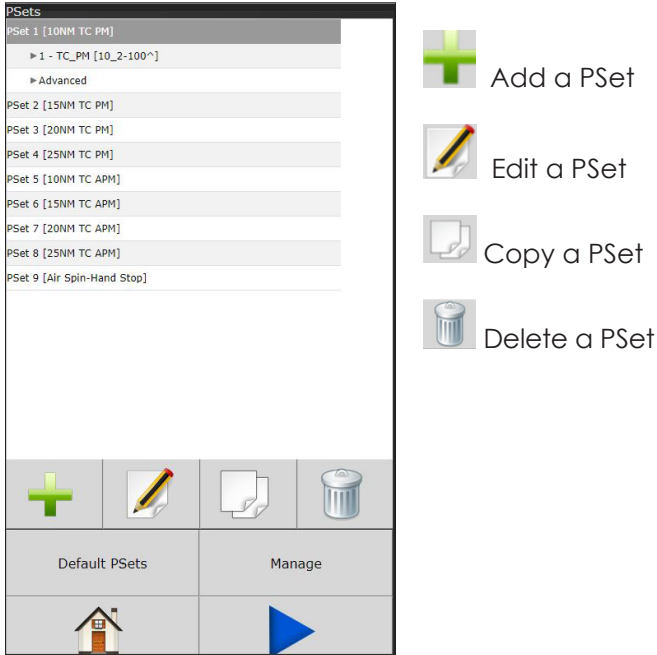 PSets
PSet 1 [10NM TC PM]
1 - TC_PM [10_2-100^]
Advanced
PSet 2 [15NM TC PM]
PSet 3 [20NM TC PM]
PSet 4 [25NM TC PM]
PSet 5 [10NM TC APM]
PSet 6 [15NM TC APM]
PSet 7 [20NM TC APM]
PSet 8 [25NM TC APM]
PSet 9 [Air Spin-Hand Stop]
Default PSets
Manage
Add a PSet
Edit a PSet
Copy a PSet
Delete a PSet